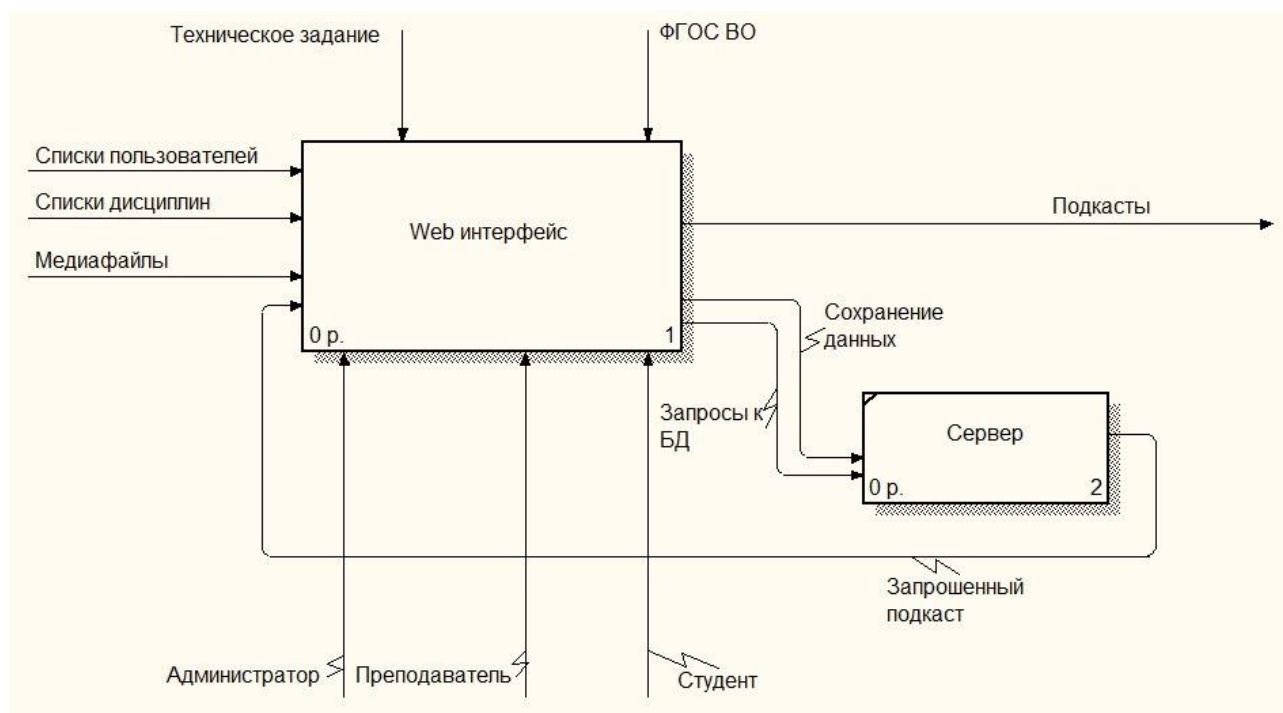 Техническое задание
ФГОС ВО
Списки пользователей
Списки дисциплин
Медиафайлы
Web интерфейс
0 р.
1
Подкасты
Сохранение
данных
Запросы к
БД
Сервер
0 р.
2
Запрошенный
подкаст
Администратор
Преподаватель
Студент